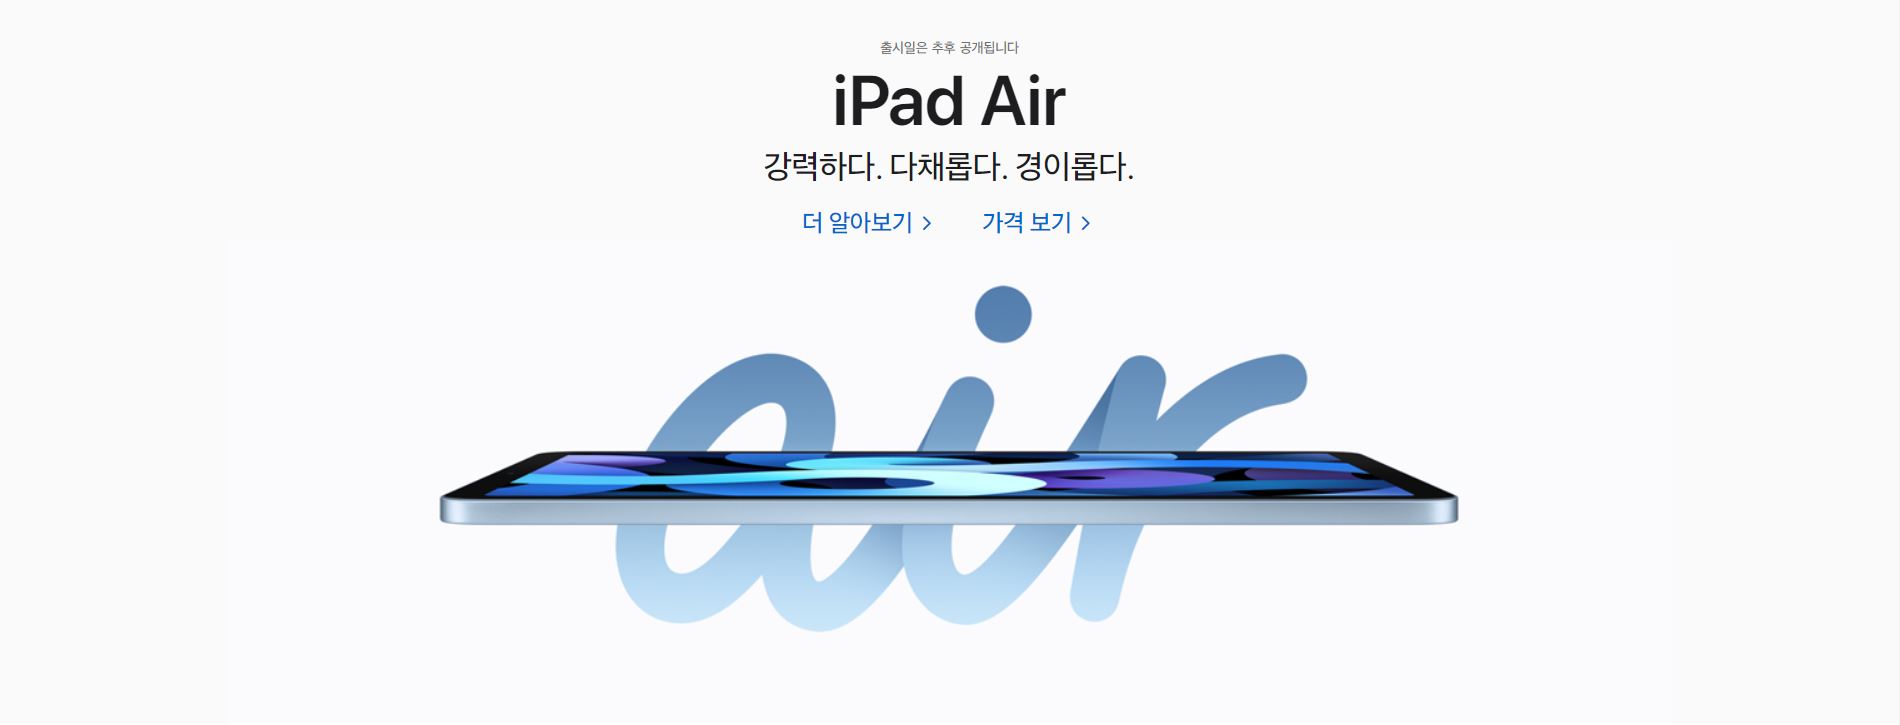 출시일은 추후 공개됩니다
iPad Air
강력하다. 다채롭다. 경이롭다.
더 알아보기 > 가격 보기 >
air